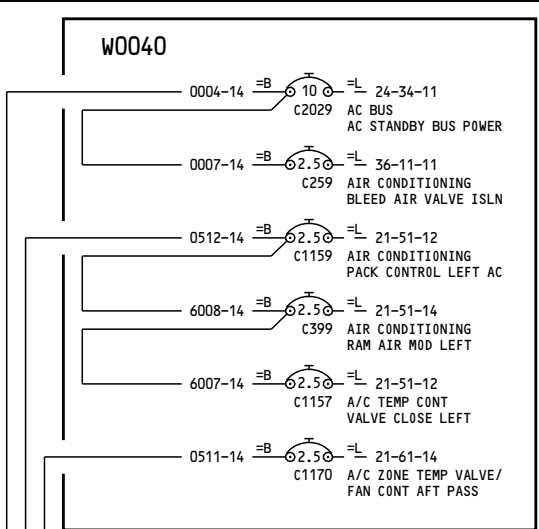 W0040
0004-14 =B 10 =L 24-34-11
C2029 AC BUS
AC STANDBY BUS POWER
0007-14 =B 2.5 =L 36-11-11
C259 AIR CONDITIONING
BLEED AIR VALVE ISLN
0512-14 =B 2.5 =L 21-51-12
C1159 AIR CONDITIONING
PACK CONTROL LEFT AC
6008-14 =B 2.5 =L 21-51-14
C399 AIR CONDITIONING
RAM AIR MOD LEFT
6007-14 =B 2.5 =L 21-51-12
C1157 A/C TEMP CONT
VALVE CLOSE LEFT
0511-14 =B 2.5 =L 21-61-14
C1170 A/C ZONE TEMP VALVE/
FAN CONT AFT PASS